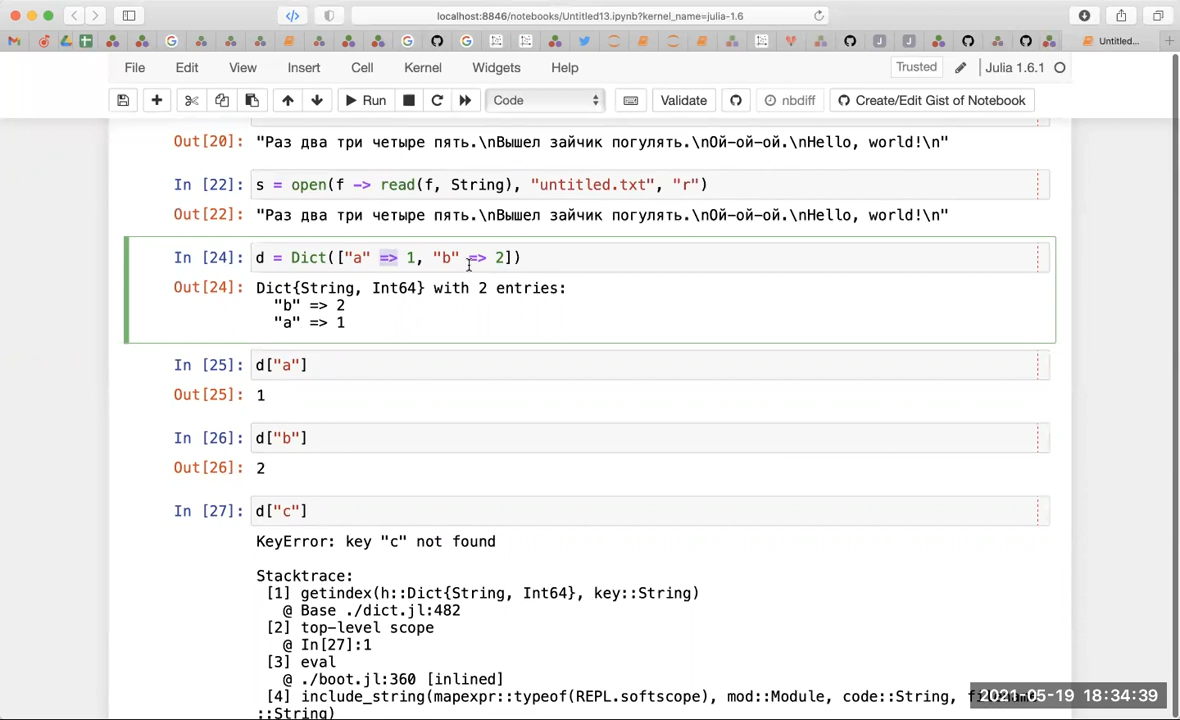 localhost:8846/notebooks/Untitled13.ipynb?kernel_name=julia-1.6
Untitled...
File Edit View Insert Cell Kernel Widgets Help Trusted Julia 1.6.1
Run Code Validate nbdiff Create/Edit Gist of Notebook
Out[20]: "Раз два три четыре пять.\nВышел зайчик погулять.\nОй-ой-ой.\nHello, world!\n"
In [22]: s = open(f -> read(f, String), "untitled.txt", "r")
Out[22]: "Раз два три четыре пять.\nВышел зайчик погулять.\nОй-ой-ой.\nHello, world!\n"
In [24]: d = Dict(["a" => 1, "b" => 2])
Out[24]: Dict{String, Int64} with 2 entries:
"b" => 2
"a" => 1
In [25]: d["a"]
Out[25]: 1
In [26]: d["b"]
Out[26]: 2
In [27]: d["c"]
KeyError: key "c" not found
Stacktrace:
[1] getindex(h::Dict{String, Int64}, key::String)
@ Base ./dict.jl:482
[2] top-level scope
@ In[27]:1
[3] eval
@ ./boot.jl:360 [inlined]
[4] include_string(mapexpr::typeof(REPL.softscope), mod::Module, code::String,
::String)
2021-05-19 18:34:39